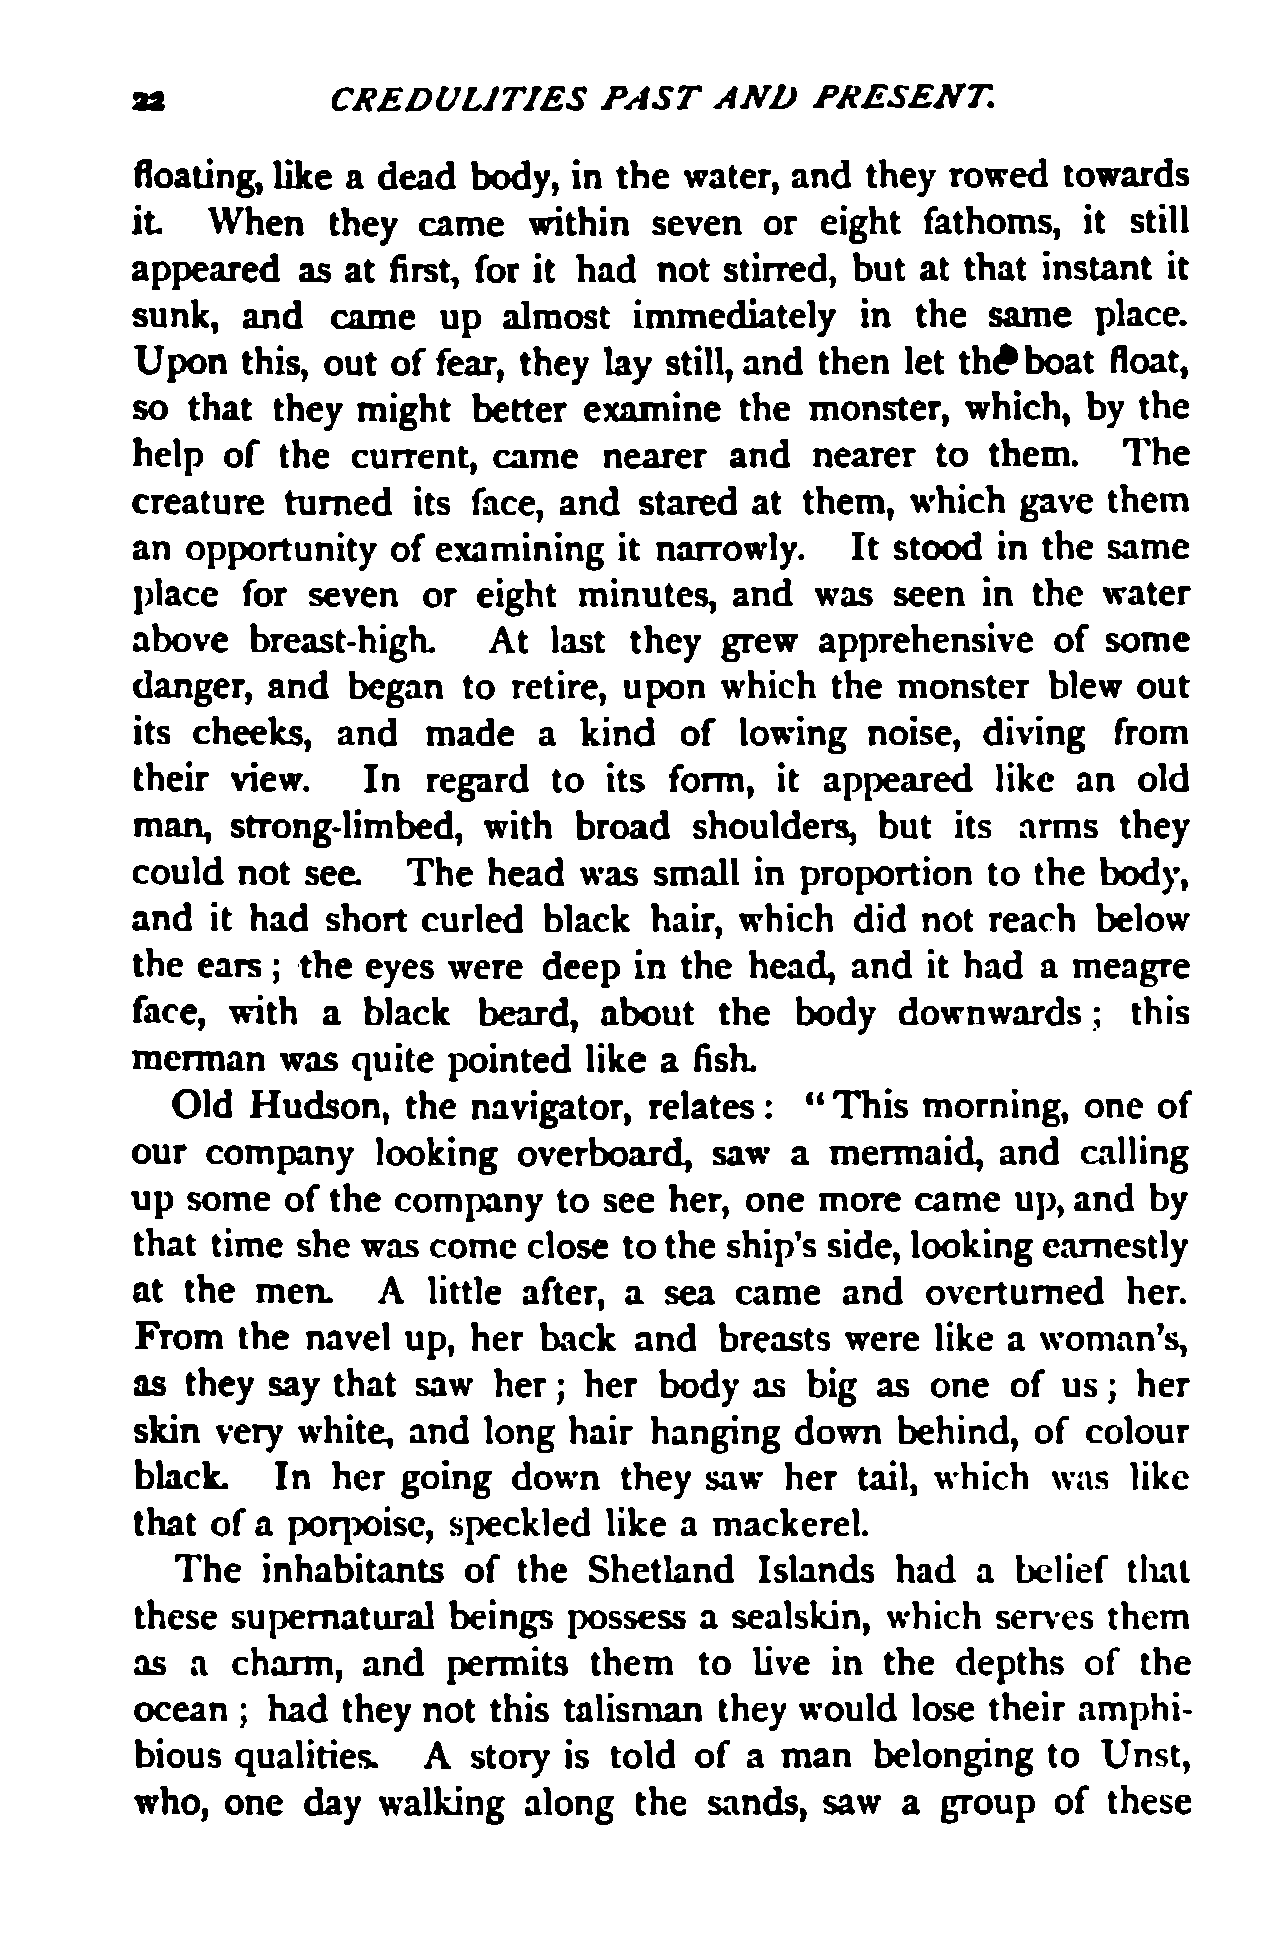 22 CREDULITIES PAST AND PRESENT.
floating, like a dead body, in the water, and they rowed towards
it. When they came within seven or eight fathoms, it still
appeared as at first, for it had not stirred, but at that instant it
sunk, and came up almost immediately in the same place.
Upon this, out of fear, they lay still, and then let the boat float,
so that they might better examine the monster, which, by the
help of the current, came nearer and nearer to them. The
creature turned its face, and stared at them, which gave them
an opportunity of examining it narrowly. It stood in the same
place for seven or eight minutes, and was seen in the water
above breast-high. At last they grew apprehensive of some
danger, and began to retire, upon which the monster blew out
its cheeks, and made a kind of lowing noise, diving from
their view. In regard to its form, it appeared like an old
man, strong-limbed, with broad shoulders, but its arms they
could not see. The head was small in proportion to the body,
and it had short curled black hair, which did not reach below
the ears ; the eyes were deep in the head, and it had a meagre
face, with a black beard, about the body downwards ; this
merman was quite pointed like a fish.
Old Hudson, the navigator, relates : "This morning, one of
our company looking overboard, saw a mermaid, and calling
up some of the company to see her, one more came up, and by
that time she was come close to the ship's side, looking earnestly
at the men. A little after, a sea came and overturned her.
From the navel up, her back and breasts were like a woman's,
as they say that saw her ; her body as big as one of us ; her
skin very white, and long hair hanging down behind, of colour
black. In her going down they saw her tail, which was like
that of a porpoise, speckled like a mackerel.
The inhabitants of the Shetland Islands had a belief that
these supernatural beings possess a sealskin, which serves them
as a charm, and permits them to live in the depths of the
ocean ; had they not this talisman they would lose their amphi-
bious qualities. A story is told of a man belonging to Unst,
who, one day walking along the sands, saw a group of these